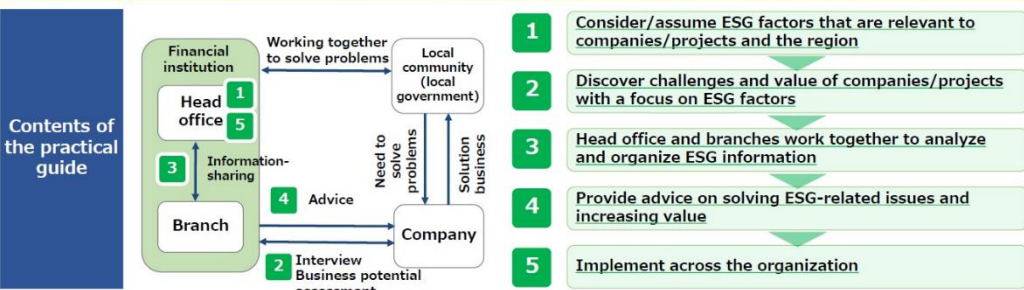 Contents of
the practical
guide
Financial
institution
Head
office
1
5
3
Information-
sharing
Branch
Working together
to solve problems
Local
community
(local
government)
Need to
solve
problems
Solution
business
4
Advice
Company
2
Interview
Business potential
1
Consider/assume ESG factors that are relevant to
companies/projects and the region
2
Discover challenges and value of companies/projects
with a focus on ESG factors
3
Head office and branches work together to analyze
and organize ESG information
4
Provide advice on solving ESG-related issues and
increasing value
5
Implement across the organization